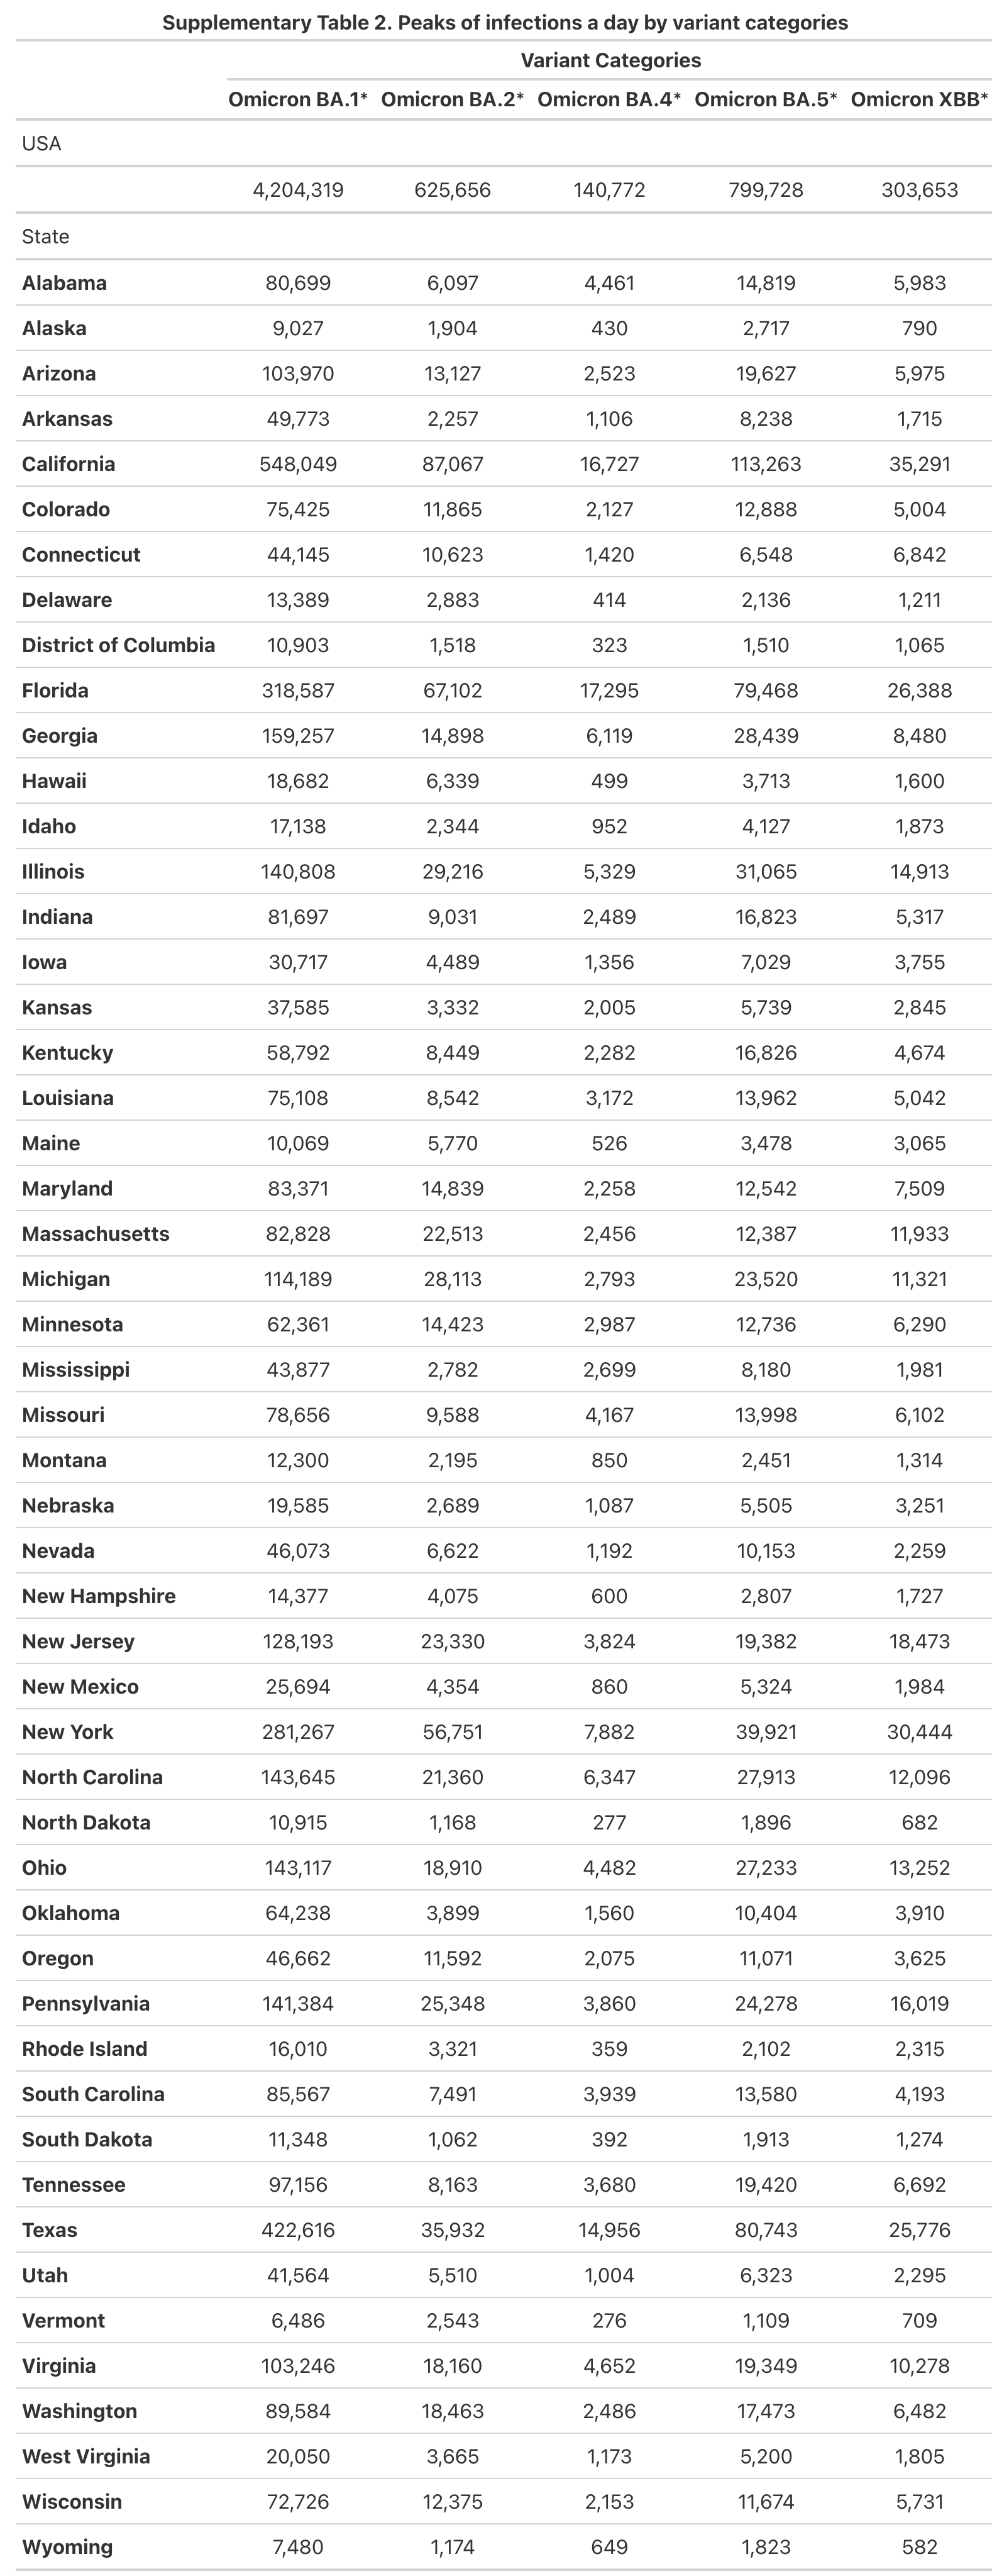 Supplementary Table 2. Peaks of infections a day by variant categories
Variant Categories
Omicron BA.1* Omicron BA.2* Omicron BA.4* Omicron BA.5* Omicron XBB*
USA
4,204,319 625,656 140,772 799,728 303,653
State
Alabama 80,699 6,097 4,461 14,819 5,983
Alaska 9,027 1,904 430 2,717 790
Arizona 103,970 13,127 2,523 19,627 5,975
Arkansas 49,773 2,257 1,106 8,238 1,715
California 548,049 87,067 16,727 113,263 35,291
Colorado 75,425 11,865 2,127 12,888 5,004
Connecticut 44,145 10,623 1,420 6,548 6,842
Delaware 13,389 2,883 414 2,136 1,211
District of Columbia 10,903 1,518 323 1,510 1,065
Florida 318,587 67,102 17,295 79,468 26,388
Georgia 159,257 14,898 6,119 28,439 8,480
Hawaii 18,682 6,339 499 3,713 1,600
Idaho 17,138 2,344 952 4,127 1,873
Illinois 140,808 29,216 5,329 31,065 14,913
Indiana 81,697 9,031 2,489 16,823 5,317
Iowa 30,717 4,489 1,356 7,029 3,755
Kansas 37,585 3,332 2,005 5,739 2,845
Kentucky 58,792 8,449 2,282 16,826 4,674
Louisiana 75,108 8,542 3,172 13,962 5,042
Maine 10,069 5,770 526 3,478 3,065
Maryland 83,371 14,839 2,258 12,542 7,509
Massachusetts 82,828 22,513 2,456 12,387 11,933
Michigan 114,189 28,113 2,793 23,520 11,321
Minnesota 62,361 14,423 2,987 12,736 6,290
Mississippi 43,877 2,782 2,699 8,180 1,981
Missouri 78,656 9,588 4,167 13,998 6,102
Montana 12,300 2,195 850 2,451 1,314
Nebraska 19,585 2,689 1,087 5,505 3,251
Nevada 46,073 6,622 1,192 10,153 2,259
New Hampshire 14,377 4,075 600 2,807 1,727
New Jersey 128,193 23,330 3,824 19,382 18,473
New Mexico 25,694 4,354 860 5,324 1,984
New York 281,267 56,751 7,882 39,921 30,444
North Carolina 143,645 21,360 6,347 27,913 12,096
North Dakota 10,915 1,168 277 1,896 682
Ohio 143,117 18,910 4,482 27,233 13,252
Oklahoma 64,238 3,899 1,560 10,404 3,910
Oregon 46,662 11,592 2,075 11,071 3,625
Pennsylvania 141,384 25,348 3,860 24,278 16,019
Rhode Island 16,010 3,321 359 2,102 2,315
South Carolina 85,567 7,491 3,939 13,580 4,193
South Dakota 11,348 1,062 392 1,913 1,274
Tennessee 97,156 8,163 3,680 19,420 6,692
Texas 422,616 35,932 14,956 80,743 25,776
Utah 41,564 5,510 1,004 6,323 2,295
Vermont 6,486 2,543 276 1,109 709
Virginia 103,246 18,160 4,652 19,349 10,278
Washington 89,584 18,463 2,486 17,473 6,482
West Virginia 20,050 3,665 1,173 5,200 1,805
Wisconsin 72,726 12,375 2,153 11,674 5,731
Wyoming 7,480 1,174 649 1,823 582